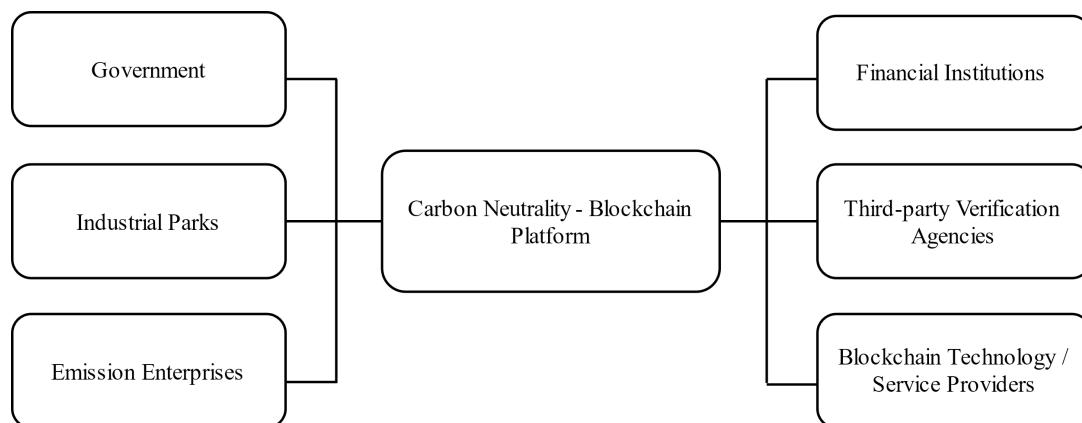 Government
Industrial Parks
Emission Enterprises
Carbon Neutrality - Blockchain
Platform
Financial Institutions
Third-party Verification
Agencies
Blockchain Technology /
Service Providers